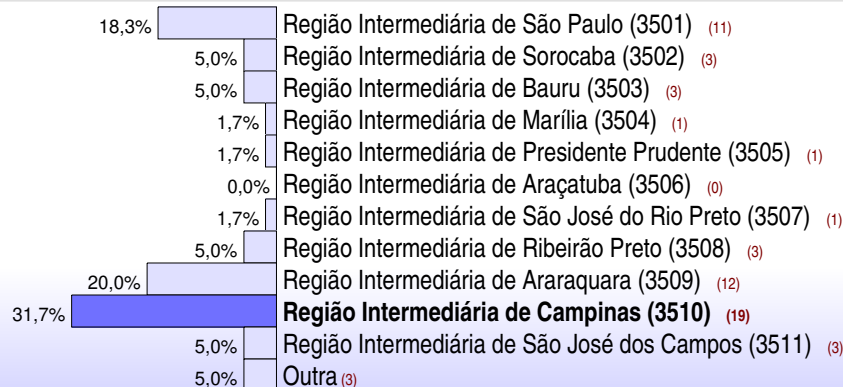 18,3% Região Intermediária de São Paulo (3501) (11)
5,0% Região Intermediária de Sorocaba (3502) (3)
5,0% Região Intermediária de Bauru (3503) (3)
1,7% Região Intermediária de Marília (3504) (1)
1,7% Região Intermediária de Presidente Prudente (3505) (1)
0,0% Região Intermediária de Araçatuba (3506) (0)
1,7% Região Intermediária de São José do Rio Preto (3507) (1)
5,0% Região Intermediária de Ribeirão Preto (3508) (3)
20,0% Região Intermediária de Araraquara (3509) (12)
31,7% Região Intermediária de Campinas (3510) (19)
5,0% Região Intermediária de São José dos Campos (3511) (3)
5,0% Outra (3)